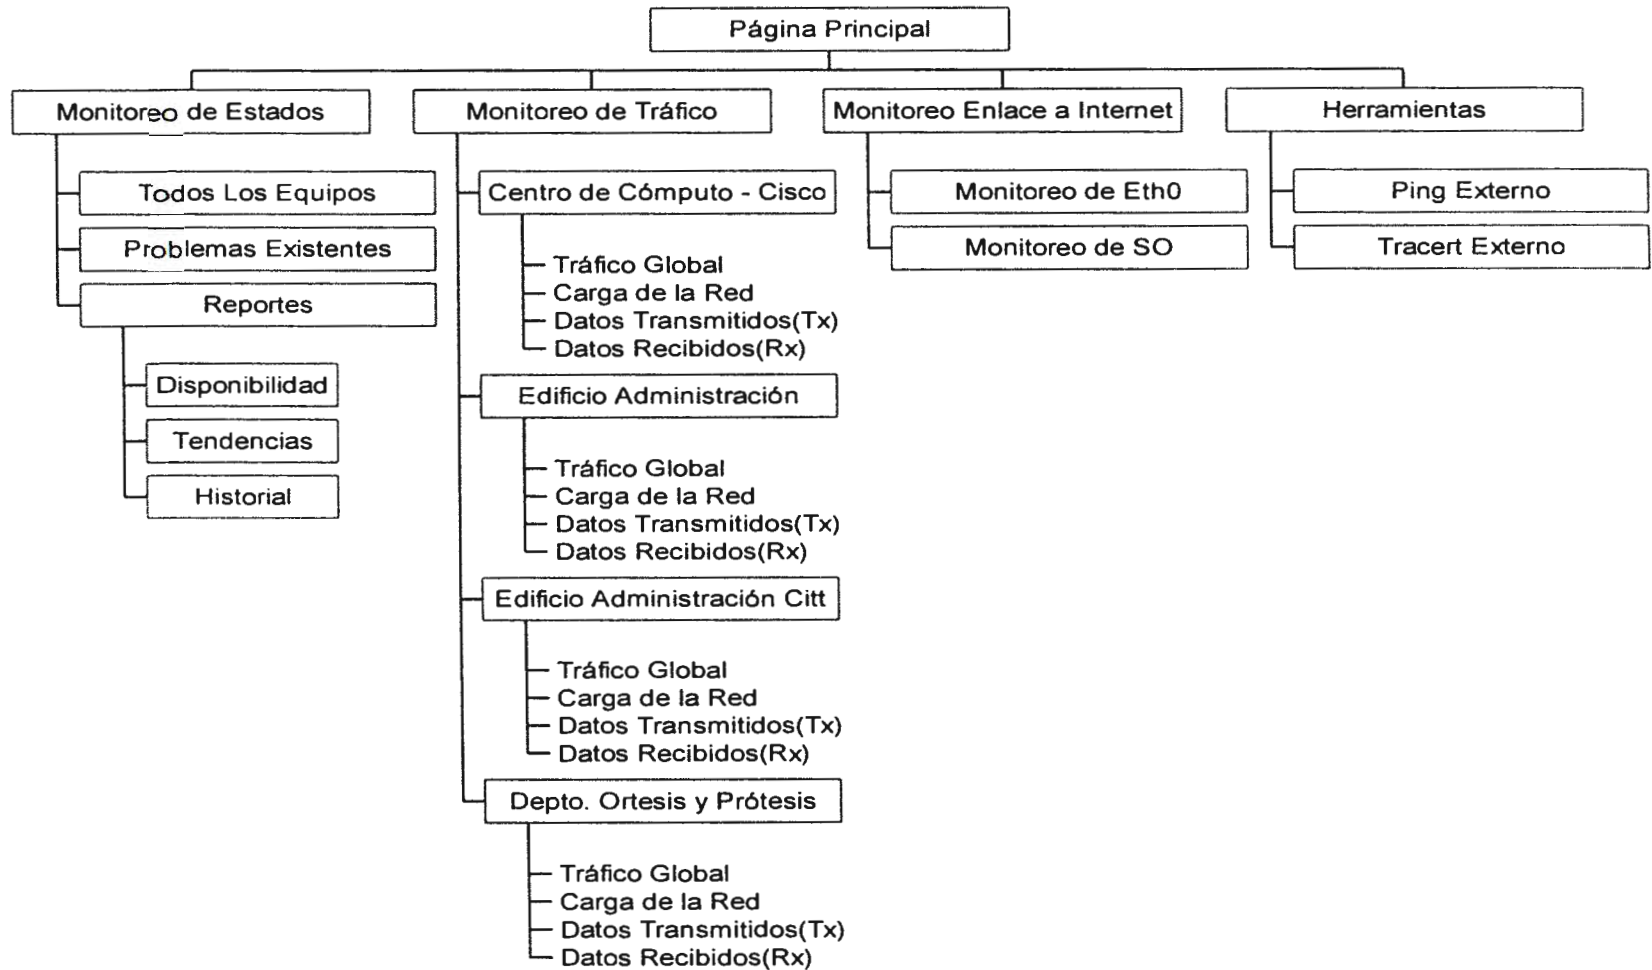 Página Principal
Monitoreo de Estados
Monitoreo de Tráfico
Monitoreo Enlace a Internet
Herramientas
Todos Los Equipos
Problemas Existentes
Reportes
Disponibilidad
Tendencias
Historial
Centro de Cómputo - Cisco
Tráfico Global
Carga de la Red
Datos Transmitidos(Tx)
Datos Recibidos(Rx)
Edificio Administración
Tráfico Global
Carga de la Red
Datos Transmitidos(Tx)
Datos Recibidos(Rx)
Edificio Administración Citt
Tráfico Global
Carga de la Red
Datos Transmitidos(Tx)
Datos Recibidos(Rx)
Depto. Ortesis y Prótesis
Tráfico Global
Carga de la Red
Datos Transmitidos(Tx)
Datos Recibidos(Rx)
Monitoreo de Eth0
Monitoreo de SO
Ping Externo
Tracert Externo